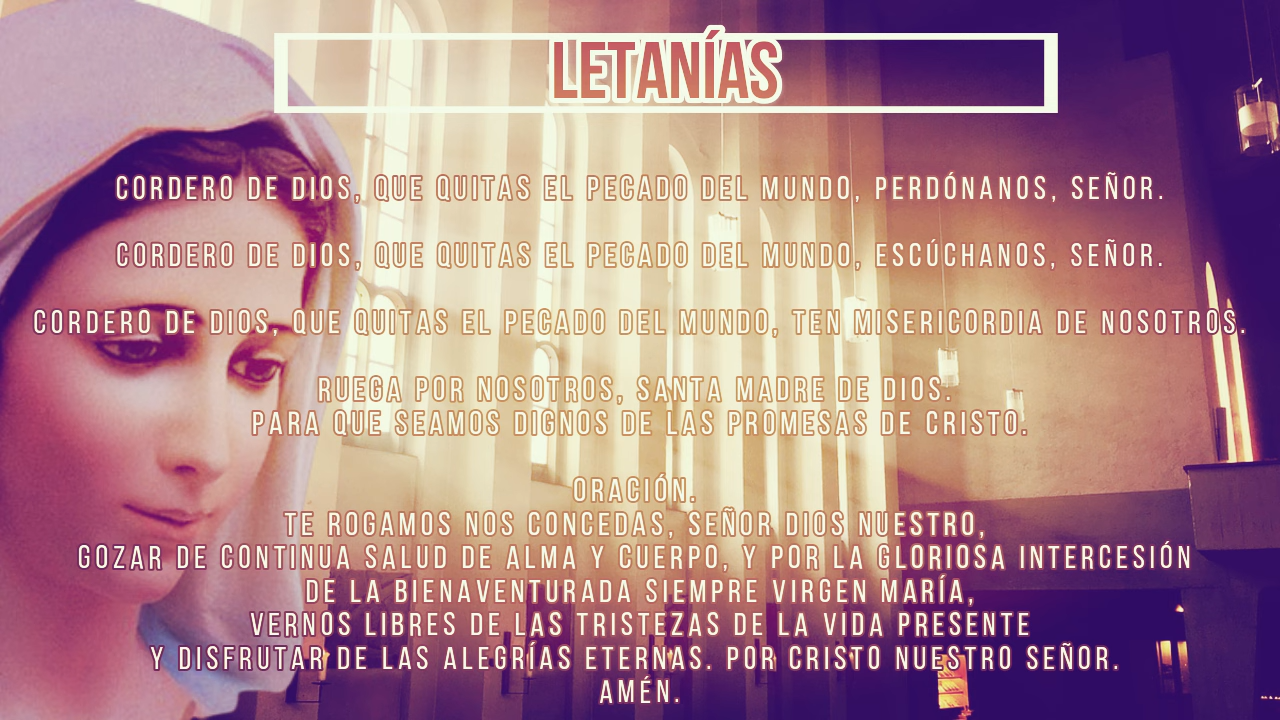 LETANÍAS
CORDERO DE DIOS, QUE QUITAS EL PECADO DEL MUNDO, PERDÓNANOS, SEÑOR.
CORDERO DE DIOS, QUE QUITAS EL PECADO DEL MUNDO, ESCÚCHANOS, SEÑOR.
CORDERO DE DIOS, QUE QUITAS EL PECADO DEL MUNDO, TEN MISERICORDIA DE NOSOTROS.
RUEGA POR NOSOTROS, SANTA MADRE DE DIOS.
PARA QUE SEAMOS DIGNOS DE LAS PROMESAS DE CRISTO.
ORACIÓN.
TE ROGAMOS NOS CONCEDAS, SEÑOR DIOS NUESTRO,
GOZAR DE CONTINUA SALUD DE ALMA Y CUERPO, Y POR LA GLORIOSA INTERCESIÓN
DE LA BIENAVENTURADA SIEMPRE VIRGEN MARÍA,
VERNOS LIBRES DE LAS TRISTEZAS DE LA VIDA PRESENTE
Y DISFRUTAR DE LAS ALEGRÍAS ETERNAS. POR CRISTO NUESTRO SEÑOR.
AMÉN.